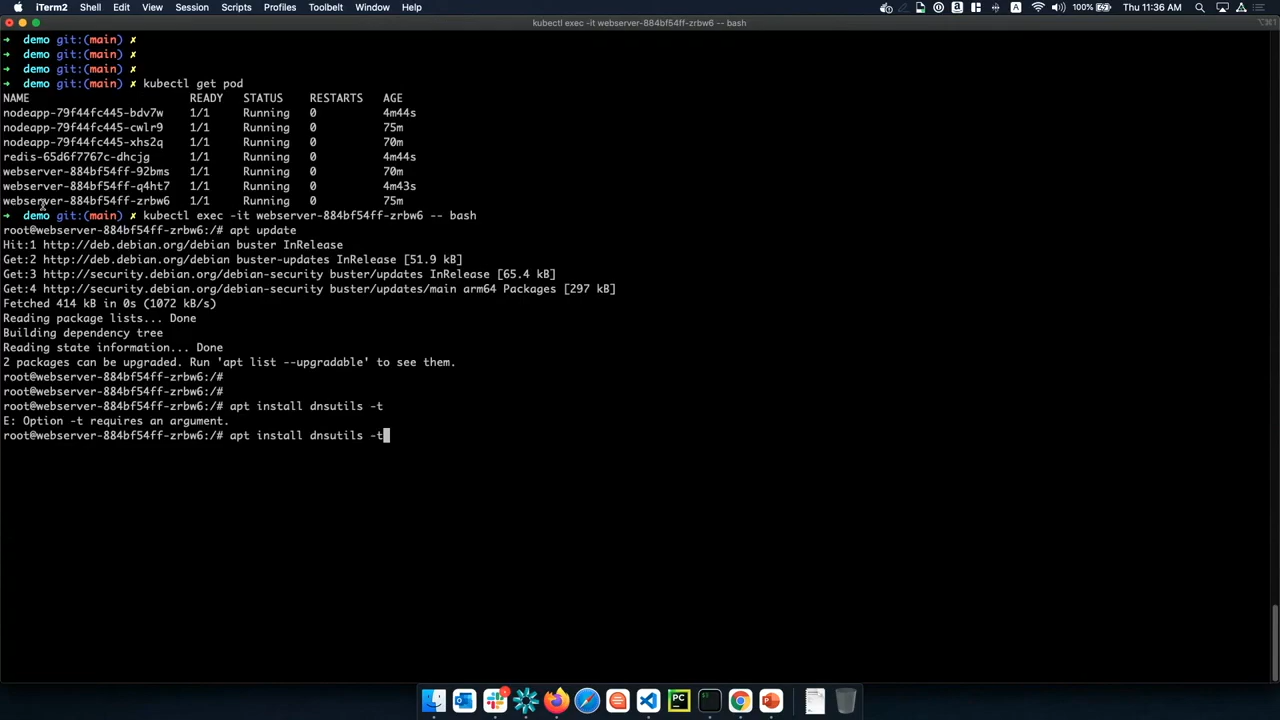 iTerm2 Shell Edit View Session Scripts Profiles Toolbelt Window Help 100% Thu 11:36 AM
kubectl exec -it webserver-884bf54ff-zrbw6 -- bash
➜ demo git:(main) ✗
➜ demo git:(main) ✗
➜ demo git:(main) ✗
➜ demo git:(main) ✗ kubectl get pod
NAME READY STATUS RESTARTS AGE
nodeapp-79f44fc445-bdv7w 1/1 Running 0 4m44s
nodeapp-79f44fc445-cwlr9 1/1 Running 0 75m
nodeapp-79f44fc445-xhs2q 1/1 Running 0 70m
redis-65d6f7767c-dhcjg 1/1 Running 0 4m44s
webserver-884bf54ff-92bms 1/1 Running 0 70m
webserver-884bf54ff-q4ht7 1/1 Running 0 4m43s
webserver-884bf54ff-zrbw6 1/1 Running 0 75m
➜ demo git:(main) ✗ kubectl exec -it webserver-884bf54ff-zrbw6 -- bash
root@webserver-884bf54ff-zrbw6:/# apt update
Hit:1 http://deb.debian.org/debian buster InRelease
Get:2 http://deb.debian.org/debian buster-updates InRelease [51.9 kB]
Get:3 http://security.debian.org/debian-security buster/updates InRelease [65.4 kB]
Get:4 http://security.debian.org/debian-security buster/updates/main arm64 Packages [297 kB]
Fetched 414 kB in 0s (1072 kB/s)
Reading package lists... Done
Building dependency tree
Reading state information... Done
2 packages can be upgraded. Run 'apt list --upgradable' to see them.
root@webserver-884bf54ff-zrbw6:/#
root@webserver-884bf54ff-zrbw6:/#
root@webserver-884bf54ff-zrbw6:/# apt install dnsutils -t
E: Option -t requires an argument.
root@webserver-884bf54ff-zrbw6:/# apt install dnsutils -t